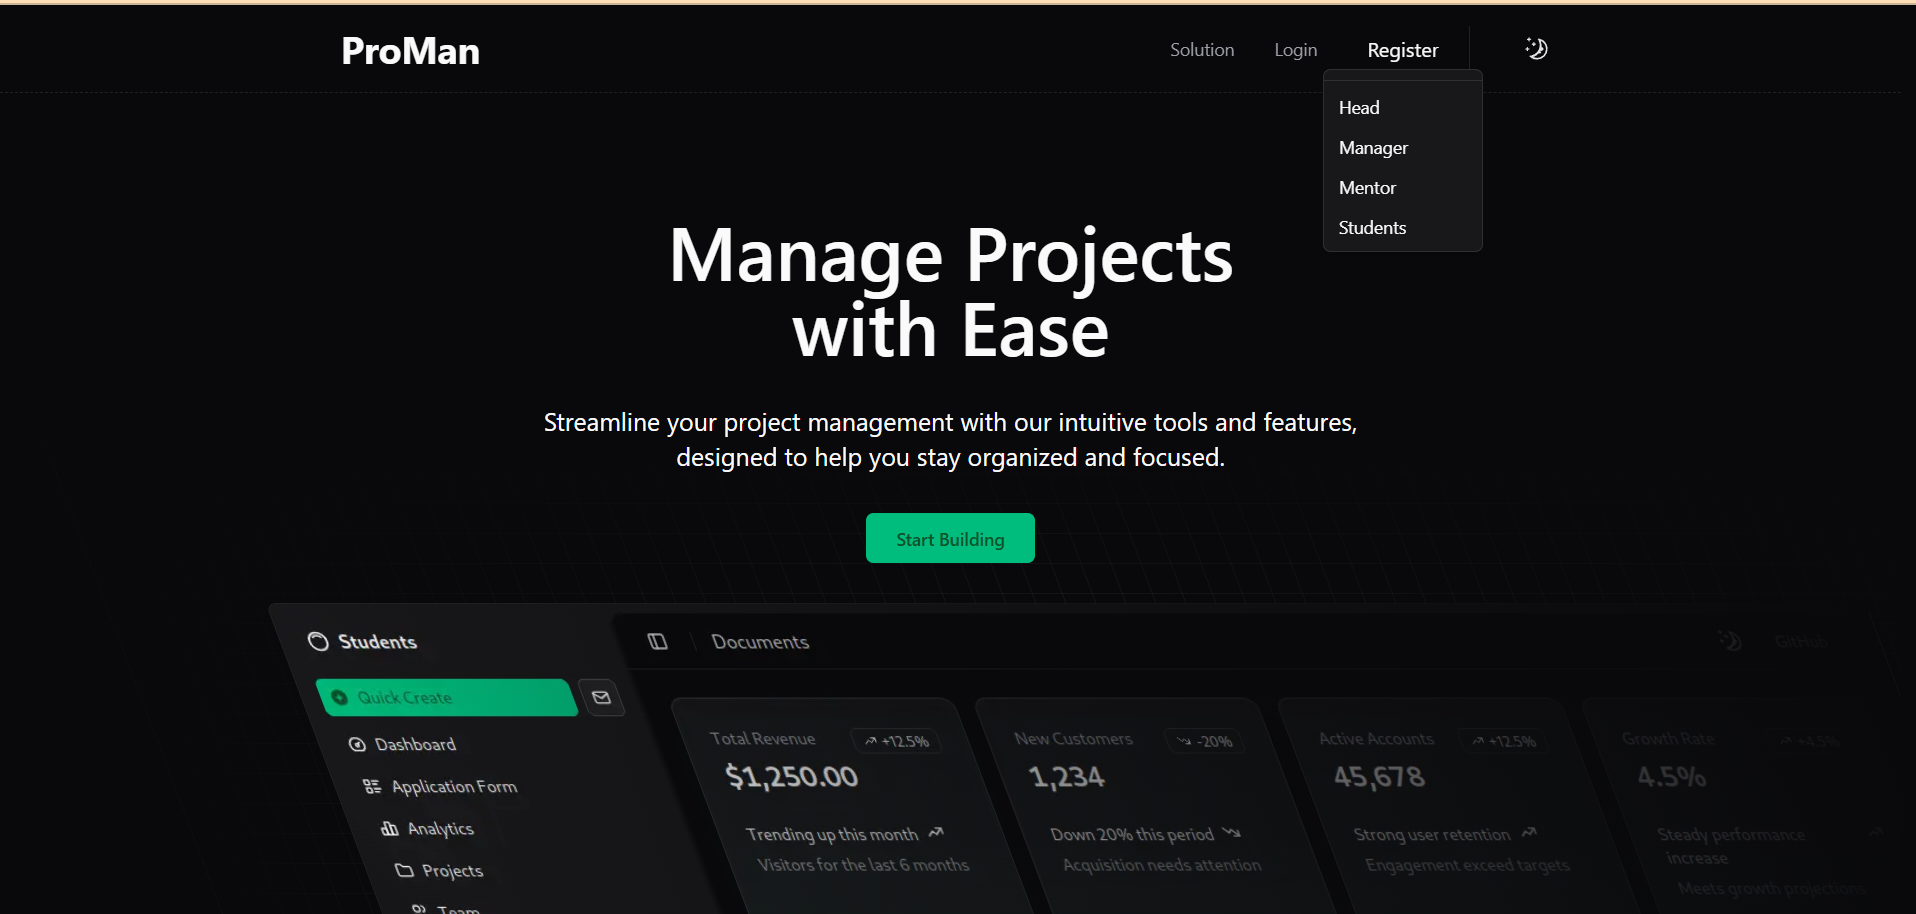 ProMan
Solution
Login
Register
Head
Manager
Mentor
Students
Manage Projects
with Ease
Streamline your project management with our intuitive tools and features,
designed to help you stay organized and focused.
Start Building
Students
Documents
GitHub
Quick Create
Dashboard
Application Form
Analytics
Projects
Team
Total Revenue
+12.5%
$1,250.00
Trending up this month
Visitors for the last 6 months
New Customers
-20%
1,234
Down 20% this period
Acquisition needs attention
Active Accounts
+12.5%
45,678
Strong user retention
Engagement exceed targets
Growth Rate
+4.5%
4.5%
Steady performance
increase
Meets growth projections